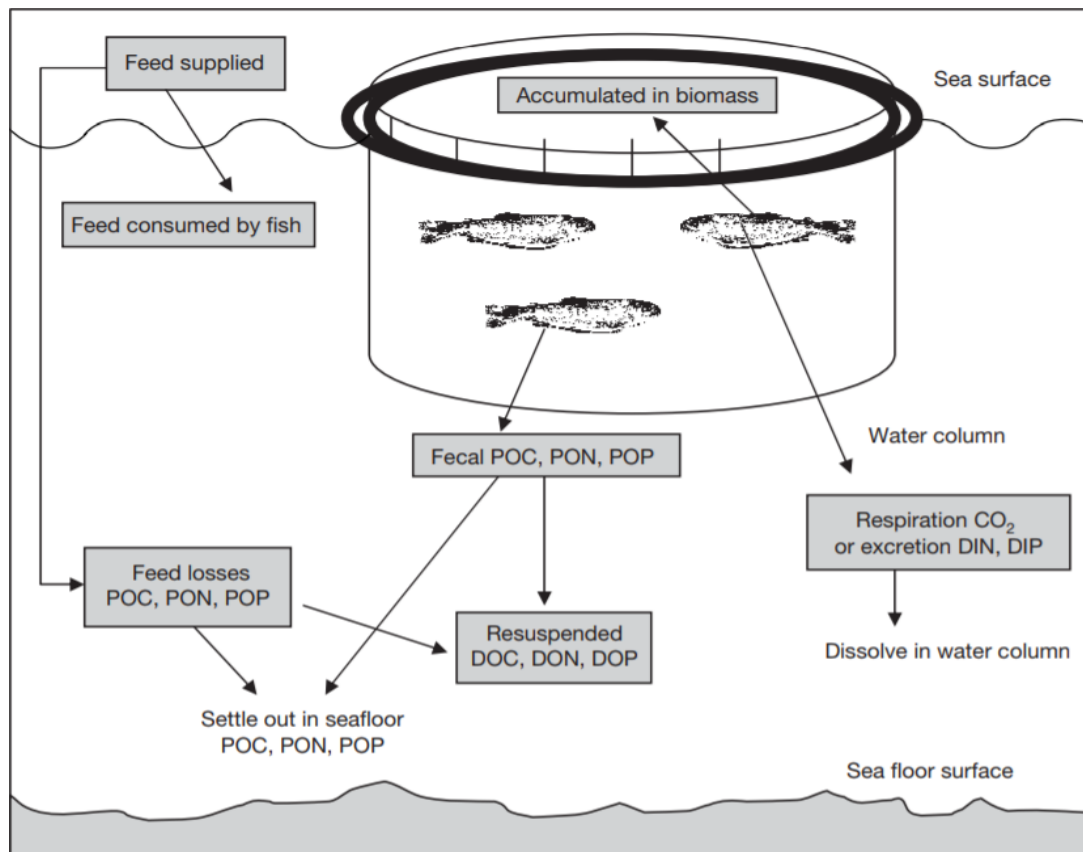 Feed supplied
Sea surface
Accumulated in biomass
Feed consumed by fish
Water column
Fecal POC, PON, POP
Respiration CO₂
or excretion DIN, DIP
Feed losses
POC, PON, POP
Resuspended
DOC, DON, DOP
Dissolve in water column
Settle out in seafloor
POC, PON, POP
Sea floor surface